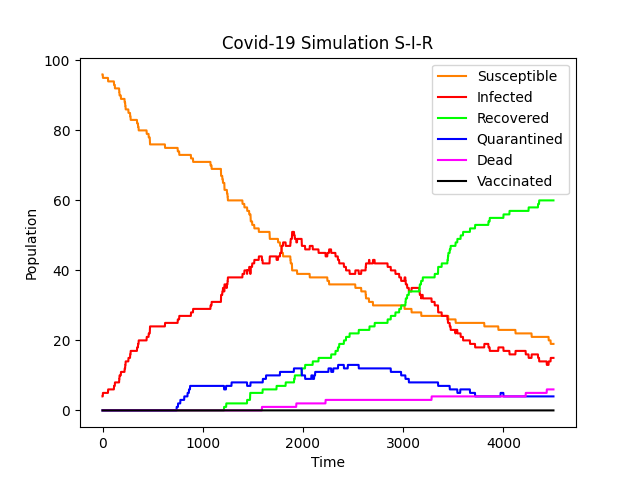 Covid-19 Simulation S-I-R
100
80
60
40
20
0
Population
Susceptible
Infected
Recovered
Quarantined
Dead
Vaccinated
0 1000 2000 3000 4000
Time